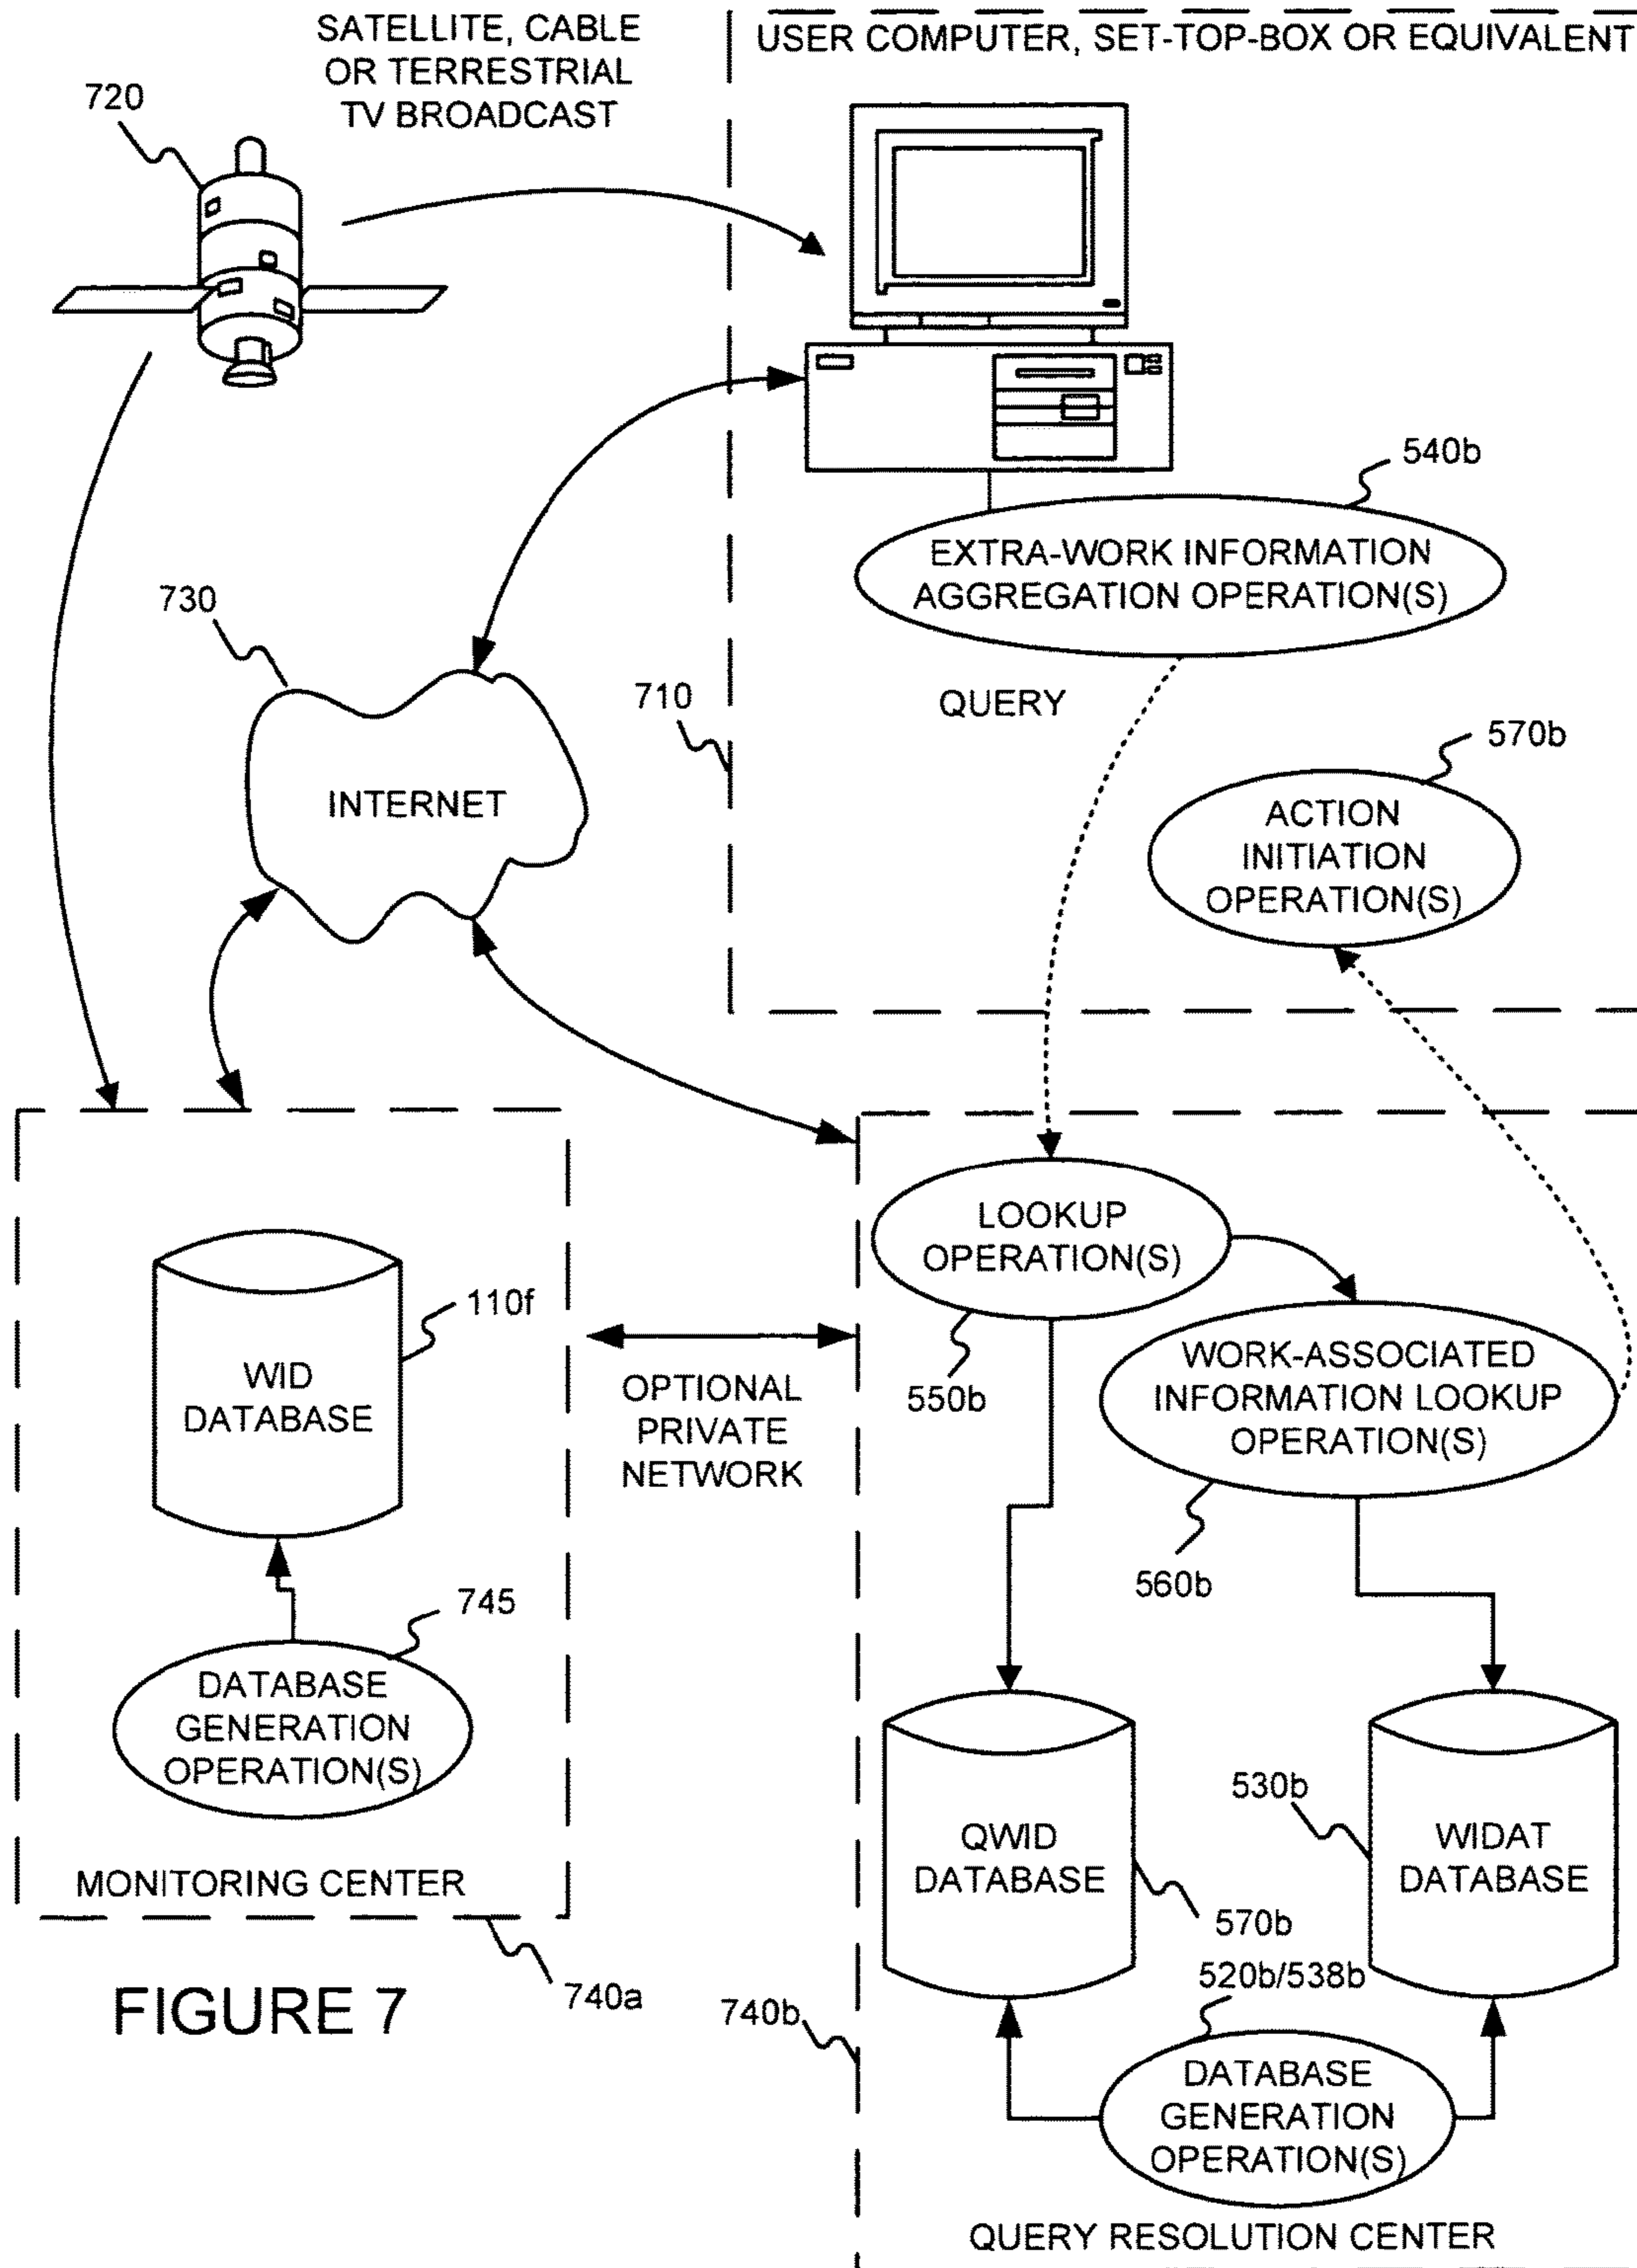 SATELLITE, CABLE
OR TERRESTRIAL
TV BROADCAST
USER COMPUTER, SET-TOP-BOX OR EQUIVALENT
720
540b
EXTRA-WORK INFORMATION
AGGREGATION OPERATION(S)
730
710
QUERY
570b
INTERNET
ACTION
INITIATION
OPERATION(S)
LOOKUP
OPERATION(S)
110f
WID
DATABASE
OPTIONAL
PRIVATE
NETWORK
550b
WORK-ASSOCIATED
INFORMATION LOOKUP
OPERATION(S)
560b
745
DATABASE
GENERATION
OPERATION(S)
530b
QWID
DATABASE
WIDAT
DATABASE
MONITORING CENTER
570b
740a
FIGURE 7
520b/538b
740b
DATABASE
GENERATION
OPERATION(S)
QUERY RESOLUTION CENTER